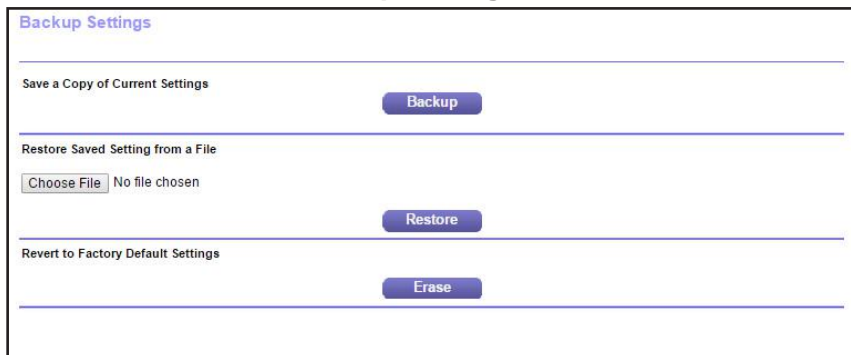 Backup Settings
Save a Copy of Current Settings
Backup
Restore Saved Setting from a File
Choose File No file chosen
Restore
Revert to Factory Default Settings
Erase